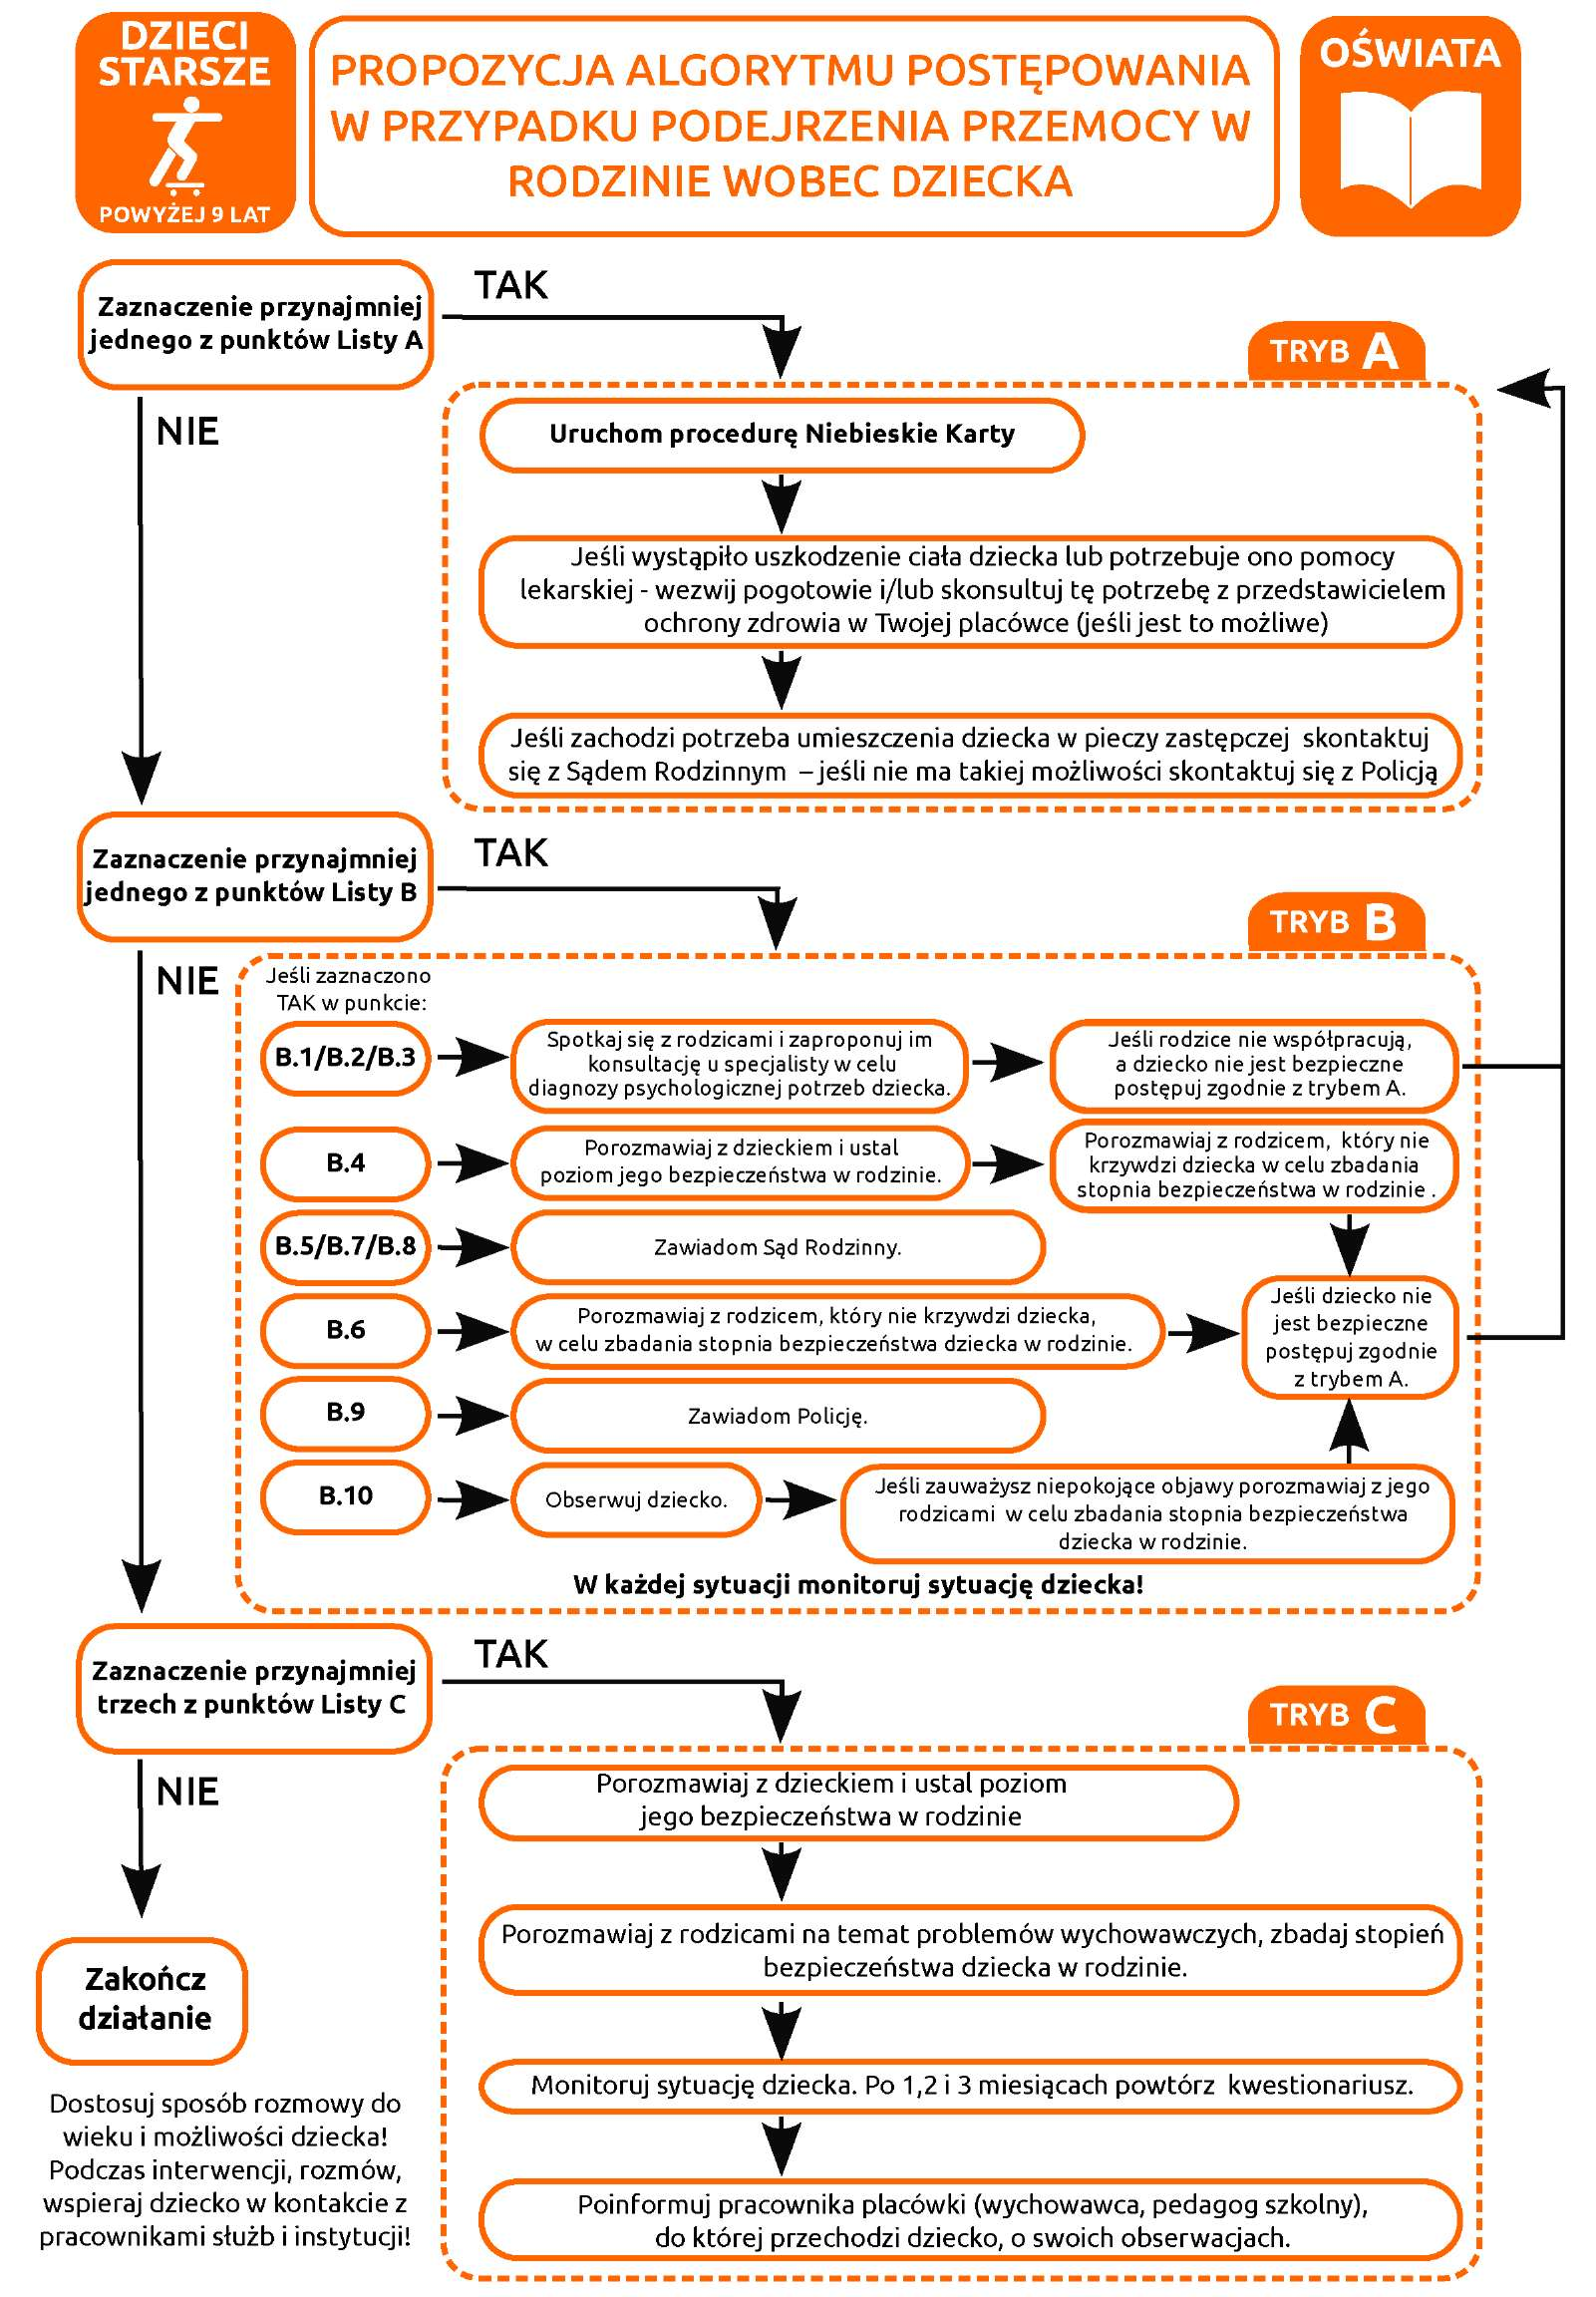 DZIECI
STARSZE
POWYŻEJ 9 LAT
PROPOZYCJA ALGORYTMU POSTĘPOWANIA
W PRZYPADKU PODEJRZENIA PRZEMOCY W
RODZINIE WOBEC DZIECKA
OŚWIATA
Zaznaczenie przynajmniej
jednego z punktów Listy A
TAK
NIE
TRYB A
Uruchom procedurę Niebieskie Karty
Jeśli wystąpiło uszkodzenie ciała dziecka lub potrzebuje ono pomocy
lekarskiej - wezwij pogotowie i/lub skonsultuj tę potrzebę z przedstawicielem
ochrony zdrowia w Twojej placówce (jeśli jest to możliwe)
Jeśli zachodzi potrzeba umieszczenia dziecka w pieczy zastępczej skontaktuj
się z Sądem Rodzinnym – jeśli nie ma takiej możliwości skontaktuj się z Policją
Zaznaczenie przynajmniej
jednego z punktów Listy B
TAK
NIE
TRYB B
Jeśli zaznaczono
TAK w punkcie:
B.1/B.2/B.3
Spotkaj się z rodzicami i zaproponuj im
konsultację u specjalisty w celu
diagnozy psychologicznej potrzeb dziecka.
Jeśli rodzice nie współpracują,
a dziecko nie jest bezpieczne
postępuj zgodnie z trybem A.
B.4
Porozmawiaj z dzieckiem i ustal
poziom jego bezpieczeństwa w rodzinie.
Porozmawiaj z rodzicem, który nie
krzywdzi dziecka w celu zbadania
stopnia bezpieczeństwa w rodzinie .
B.5/B.7/B.8
Zawiadom Sąd Rodzinny.
B.6
Porozmawiaj z rodzicem, który nie krzywdzi dziecka,
w celu zbadania stopnia bezpieczeństwa dziecka w rodzinie.
Jeśli dziecko nie
jest bezpieczne
postępuj zgodnie
z trybem A.
B.9
Zawiadom Policję.
B.10
Obserwuj dziecko.
Jeśli zauważysz niepokojące objawy porozmawiaj z jego
rodzicami w celu zbadania stopnia bezpieczeństwa
dziecka w rodzinie.
W każdej sytuacji monitoruj sytuację dziecka!
Zaznaczenie przynajmniej
trzech z punktów Listy C
TAK
NIE
TRYB C
Porozmawiaj z dzieckiem i ustal poziom
jego bezpieczeństwa w rodzinie
Porozmawiaj z rodzicami na temat problemów wychowawczych, zbadaj stopień
bezpieczeństwa dziecka w rodzinie.
Monitoruj sytuację dziecka. Po 1,2 i 3 miesiącach powtórz kwestionariusz.
Poinformuj pracownika placówki (wychowawca, pedagog szkolny),
do której przechodzi dziecko, o swoich obserwacjach.
Zakończ
działanie
Dostosuj sposób rozmowy do
wieku i możliwości dziecka!
Podczas interwencji, rozmów,
wspieraj dziecko w kontakcie z
pracownikami służb i instytucji!